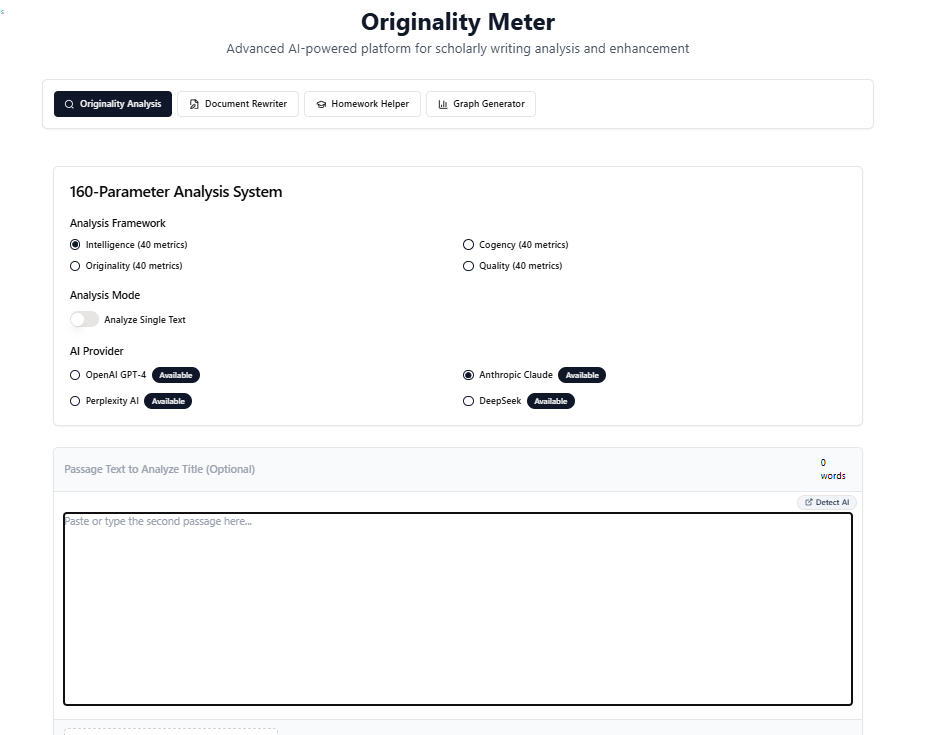 Originality Meter
Advanced AI-powered platform for scholarly writing analysis and enhancement
Originality Analysis
Document Rewriter
Homework Helper
Graph Generator
160-Parameter Analysis System
Analysis Framework
Intelligence (40 metrics)
Cogency (40 metrics)
Originality (40 metrics)
Quality (40 metrics)
Analysis Mode
Analyze Single Text
AI Provider
OpenAI GPT-4 Available
Anthropic Claude Available
Perplexity AI Available
DeepSeek Available
Passage Text to Analyze Title (Optional)
0
words
Detect AI
Paste or type the second passage here...